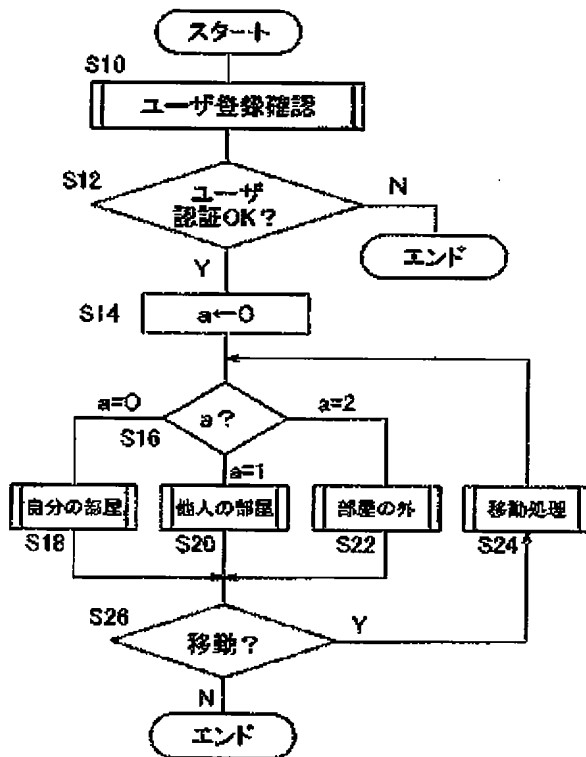 スタート
S10
ユーザ登録確認
S12
ユーザ
認証OK？
N
エンド
Y
S14
a←0
a=0
a？
a=2
S16
a=1
自分の部屋
他人の部屋
部屋の外
移動処理
S18
S20
S22
S24
S26
移動？
Y
N
エンド